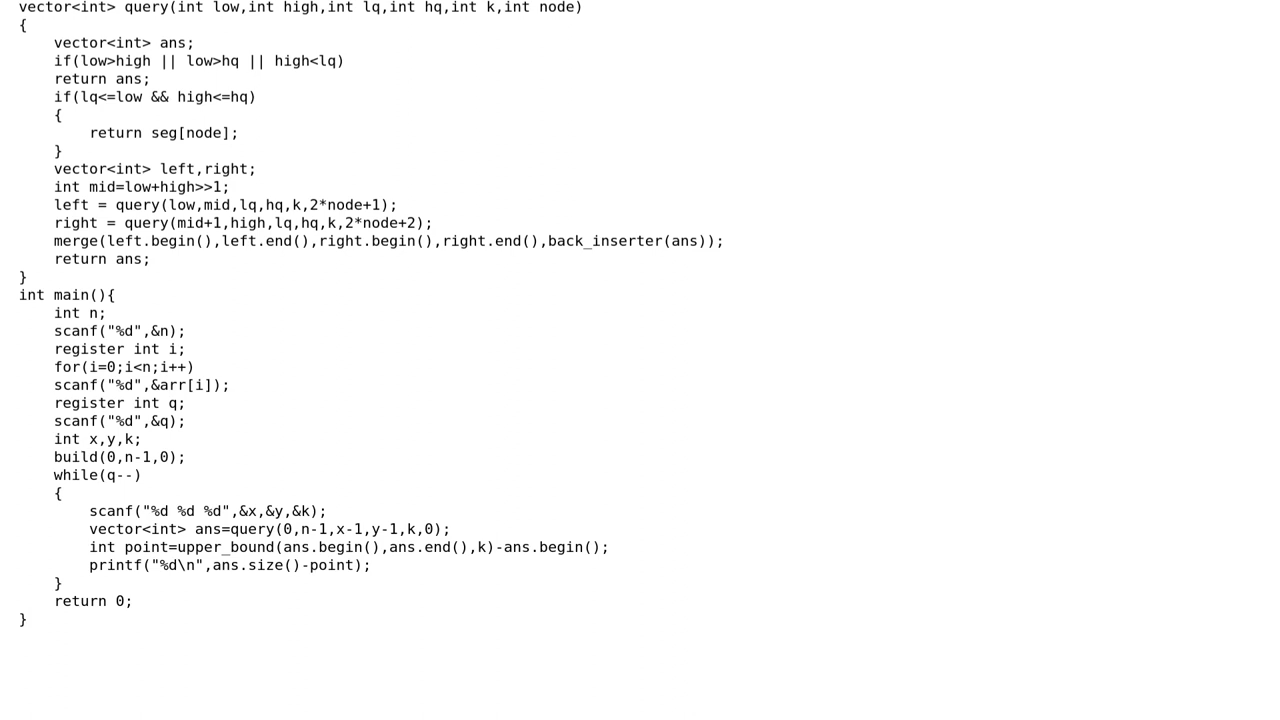 vector<int> query(int low,int high,int lq,int hq,int k,int node)
{
    vector<int> ans;
    if(low>high || low>hq || high<lq)
    return ans;
    if(lq<=low && high<=hq)
    {
        return seg[node];
    }
    vector<int> left,right;
    int mid=low+high>>1;
    left = query(low,mid,lq,hq,k,2*node+1);
    right = query(mid+1,high,lq,hq,k,2*node+2);
    merge(left.begin(),left.end(),right.begin(),right.end(),back_inserter(ans));
    return ans;
}
int main(){
    int n;
    scanf("%d",&n);
    register int i;
    for(i=0;i<n;i++)
    scanf("%d",&arr[i]);
    register int q;
    scanf("%d",&q);
    int x,y,k;
    build(0,n-1,0);
    while(q--)
    {
        scanf("%d %d %d",&x,&y,&k);
        vector<int> ans=query(0,n-1,x-1,y-1,k,0);
        int point=upper_bound(ans.begin(),ans.end(),k)-ans.begin();
        printf("%d\n",ans.size()-point);
    }
    return 0;
}